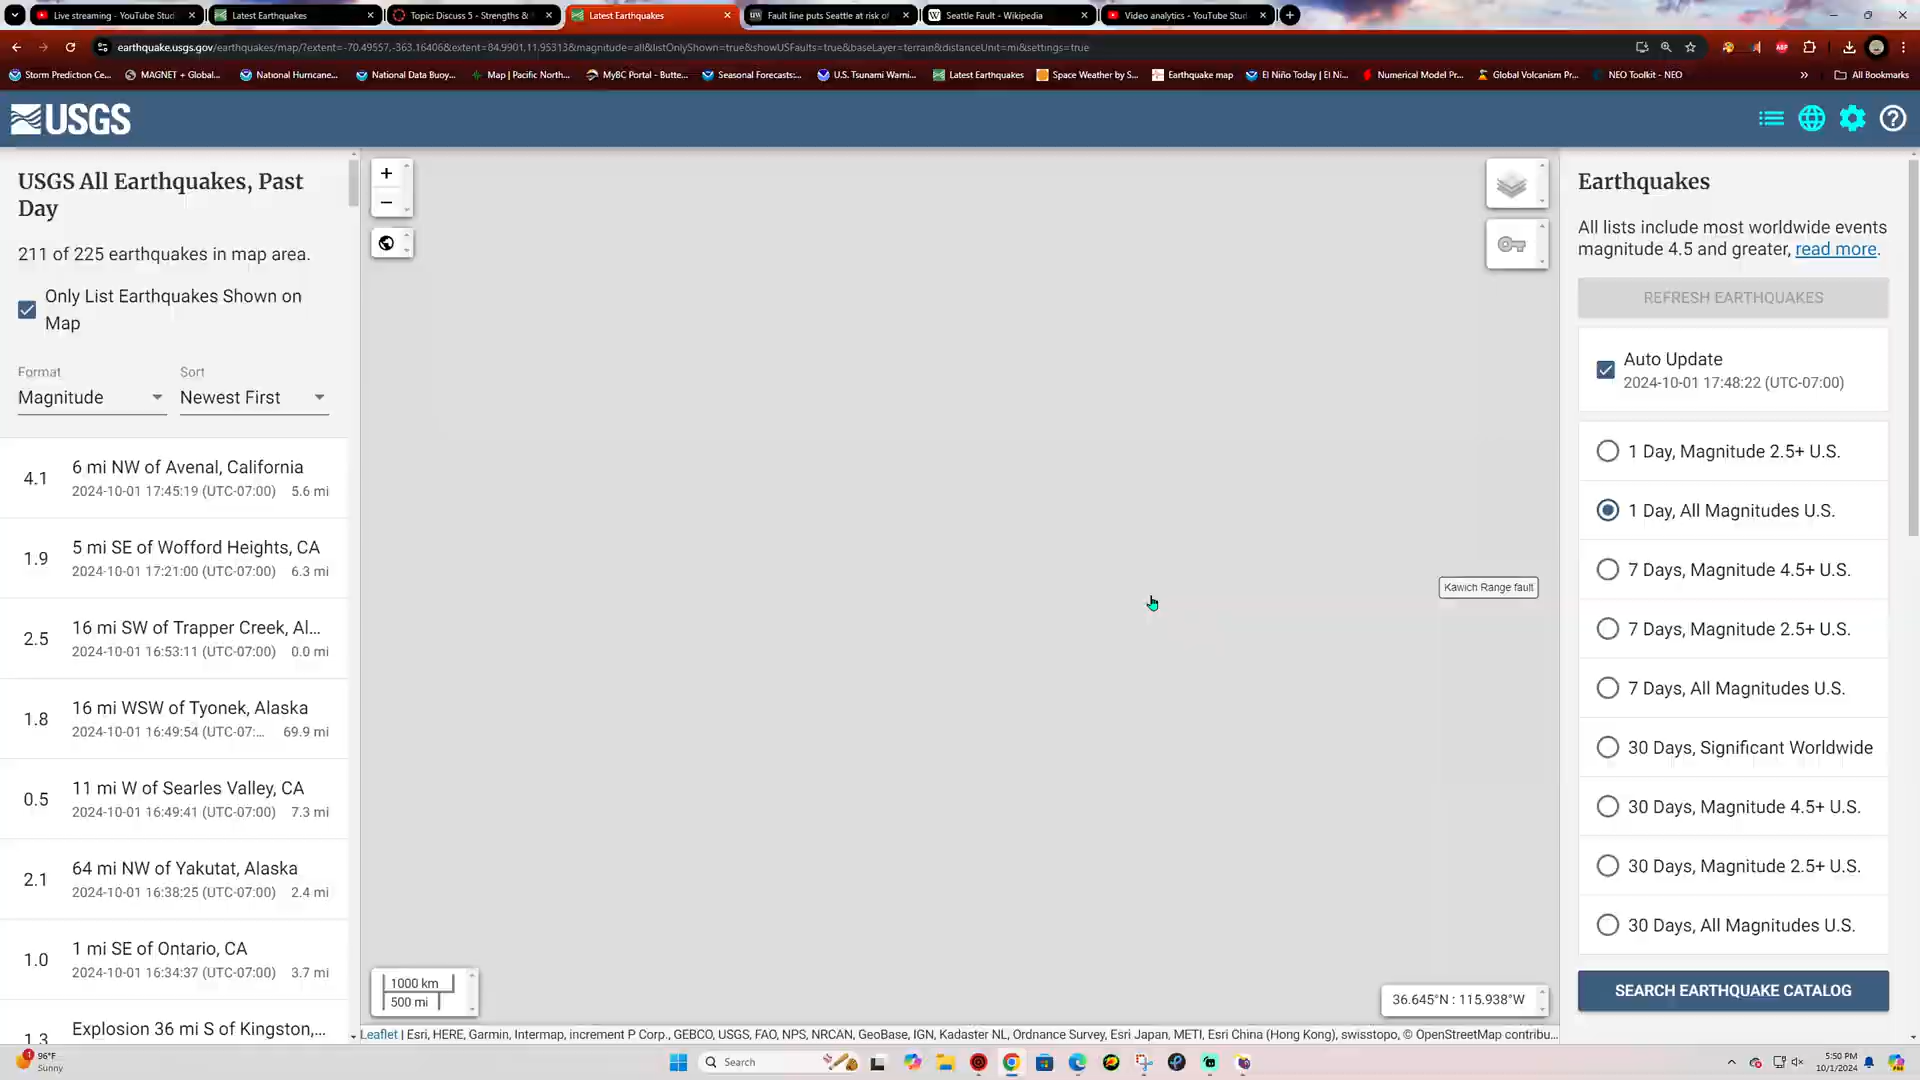 Live streaming - YouTube Stud
Latest Earthquakes
Topic: Discuss 5 - Strengths &
Latest Earthquakes
Fault line puts Seattle at risk of
Seattle Fault - Wikipedia
Video analytics - YouTube Stud
earthquake.usgs.gov/earthquakes/map/?extent=-70.49557,-363.16406&extent=84.9901,11.95313&magnitude=all&listOnlyShown=true&showUSFaults=true&baseLayer=terrain&distanceUnit=mi&settings=true
Storm Prediction Ce...
MAGNET + Global...
National Hurricane...
National Data Buoy...
Map | Pacific North...
MyBC Portal - Butte...
Seasonal Forecasts:...
U.S. Tsunami Warni...
Latest Earthquakes
Space Weather by S...
Earthquake map
El Niño Today | El Ni...
Numerical Model Pr...
Global Volcanism Pr...
NEO Toolkit - NEO
All Bookmarks
USGS
USGS All Earthquakes, Past
Day
211 of 225 earthquakes in map area.
Only List Earthquakes Shown on
Map
Format
Magnitude
Sort
Newest First
4.1
6 mi NW of Avenal, California
2024-10-01 17:45:19 (UTC-07:00) 5.6 mi
1.9
5 mi SE of Wofford Heights, CA
2024-10-01 17:21:00 (UTC-07:00) 6.3 mi
2.5
16 mi SW of Trapper Creek, Al...
2024-10-01 16:53:11 (UTC-07:00) 0.0 mi
1.8
16 mi WSW of Tyonek, Alaska
2024-10-01 16:49:54 (UTC-07:... 69.9 mi
0.5
11 mi W of Searles Valley, CA
2024-10-01 16:49:41 (UTC-07:00) 7.3 mi
2.1
64 mi NW of Yakutat, Alaska
2024-10-01 16:38:25 (UTC-07:00) 2.4 mi
1.0
1 mi SE of Ontario, CA
2024-10-01 16:34:37 (UTC-07:00) 3.7 mi
1.3
Explosion 36 mi S of Kingston,...
+
−
Kawich Range fault
1000 km
500 mi
36.645°N : 115.938°W
Leaflet | Esri, HERE, Garmin, Intermap, increment P Corp., GEBCO, USGS, FAO, NPS, NRCAN, GeoBase, IGN, Kadaster NL, Ordnance Survey, Esri Japan, METI, Esri China (Hong Kong), swisstopo, © OpenStreetMap contribu...
Earthquakes
All lists include most worldwide events
magnitude 4.5 and greater, read more.
REFRESH EARTHQUAKES
Auto Update
2024-10-01 17:48:22 (UTC-07:00)
1 Day, Magnitude 2.5+ U.S.
1 Day, All Magnitudes U.S.
7 Days, Magnitude 4.5+ U.S.
7 Days, Magnitude 2.5+ U.S.
7 Days, All Magnitudes U.S.
30 Days, Significant Worldwide
30 Days, Magnitude 4.5+ U.S.
30 Days, Magnitude 2.5+ U.S.
30 Days, All Magnitudes U.S.
SEARCH EARTHQUAKE CATALOG
1
96°F
Sunny
Search
5:50 PM
10/1/2024